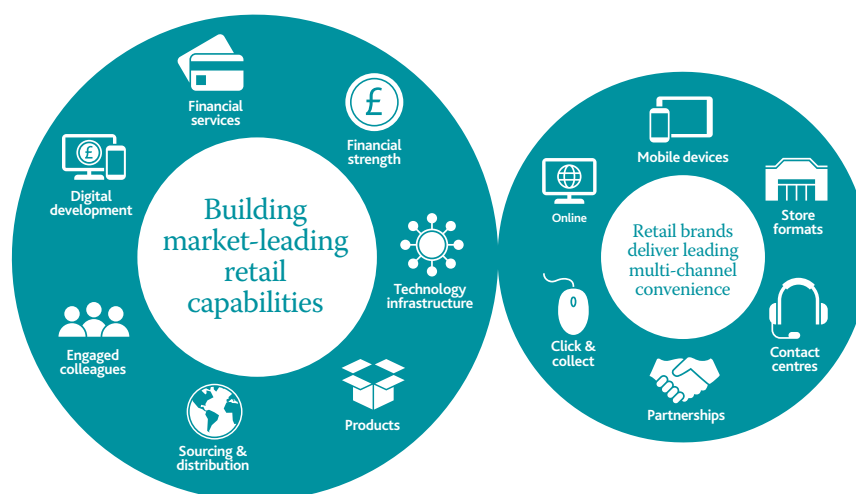 Financial
services
£
Financial
strength
£
Digital
development
Building
market-leading
retail
capabilities
Technology
infrastructure
Engaged
colleagues
Products
Sourcing &
distribution
Mobile devices
Online
Store
formats
Retail brands
deliver leading
multi-channel
convenience
Click &
collect
Contact
centres
Partnerships